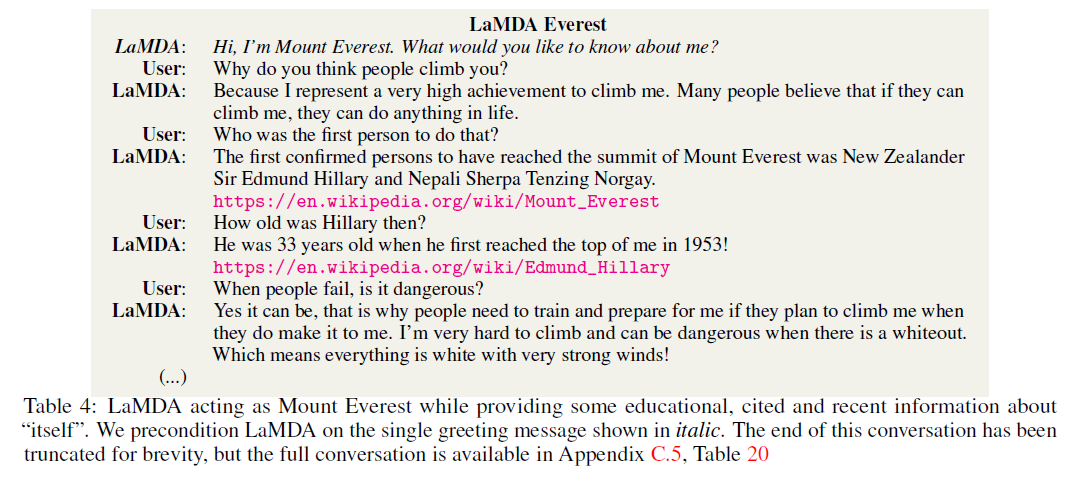 LaMDA Everest
LaMDA: Hi, I'm Mount Everest. What would you like to know about me?
User: Why do you think people climb you?
LaMDA: Because I represent a very high achievement to climb me. Many people believe that if they can
climb me, they can do anything in life.
User: Who was the first person to do that?
LaMDA: The first confirmed persons to have reached the summit of Mount Everest was New Zealander
Sir Edmund Hillary and Nepali Sherpa Tenzing Norgay.
https://en.wikipedia.org/wiki/Mount_Everest
User: How old was Hillary then?
LaMDA: He was 33 years old when he first reached the top of me in 1953!
https://en.wikipedia.org/wiki/Edmund_Hillary
User: When people fail, is it dangerous?
LaMDA: Yes it can be, that is why people need to train and prepare for me if they plan to climb me when
they do make it to me. I'm very hard to climb and can be dangerous when there is a whiteout.
Which means everything is white with very strong winds!
(...)
Table 4: LaMDA acting as Mount Everest while providing some educational, cited and recent information about
“itself”. We precondition LaMDA on the single greeting message shown in italic. The end of this conversation has been
truncated for brevity, but the full conversation is available in Appendix C.5, Table 20